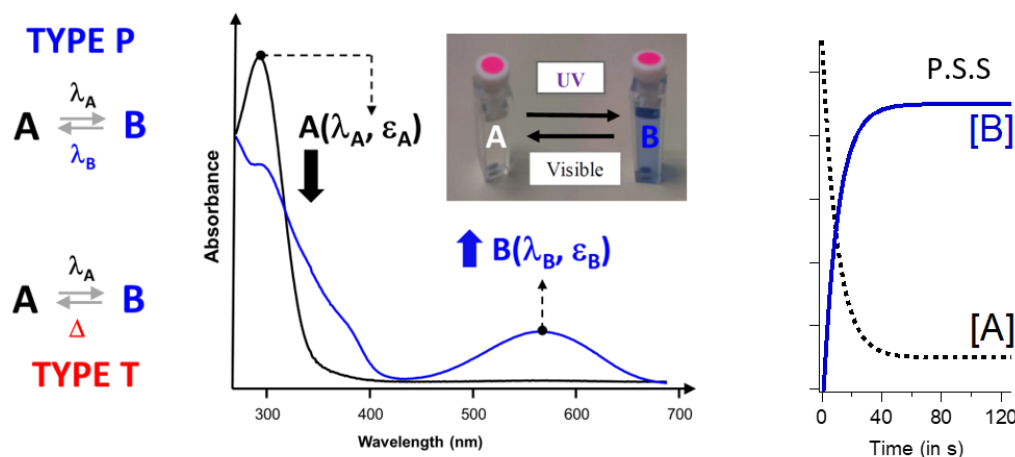 TYPE P
λA
A B
λB
λA
A B
Δ
TYPE T
Absorbance
A(λA, εA)
B(λB, εB)
300 400 500 600 700
Wavelength (nm)
UV
A B
Visible
P.S.S
[B]
[A]
0 40 80 120
Time (in s)